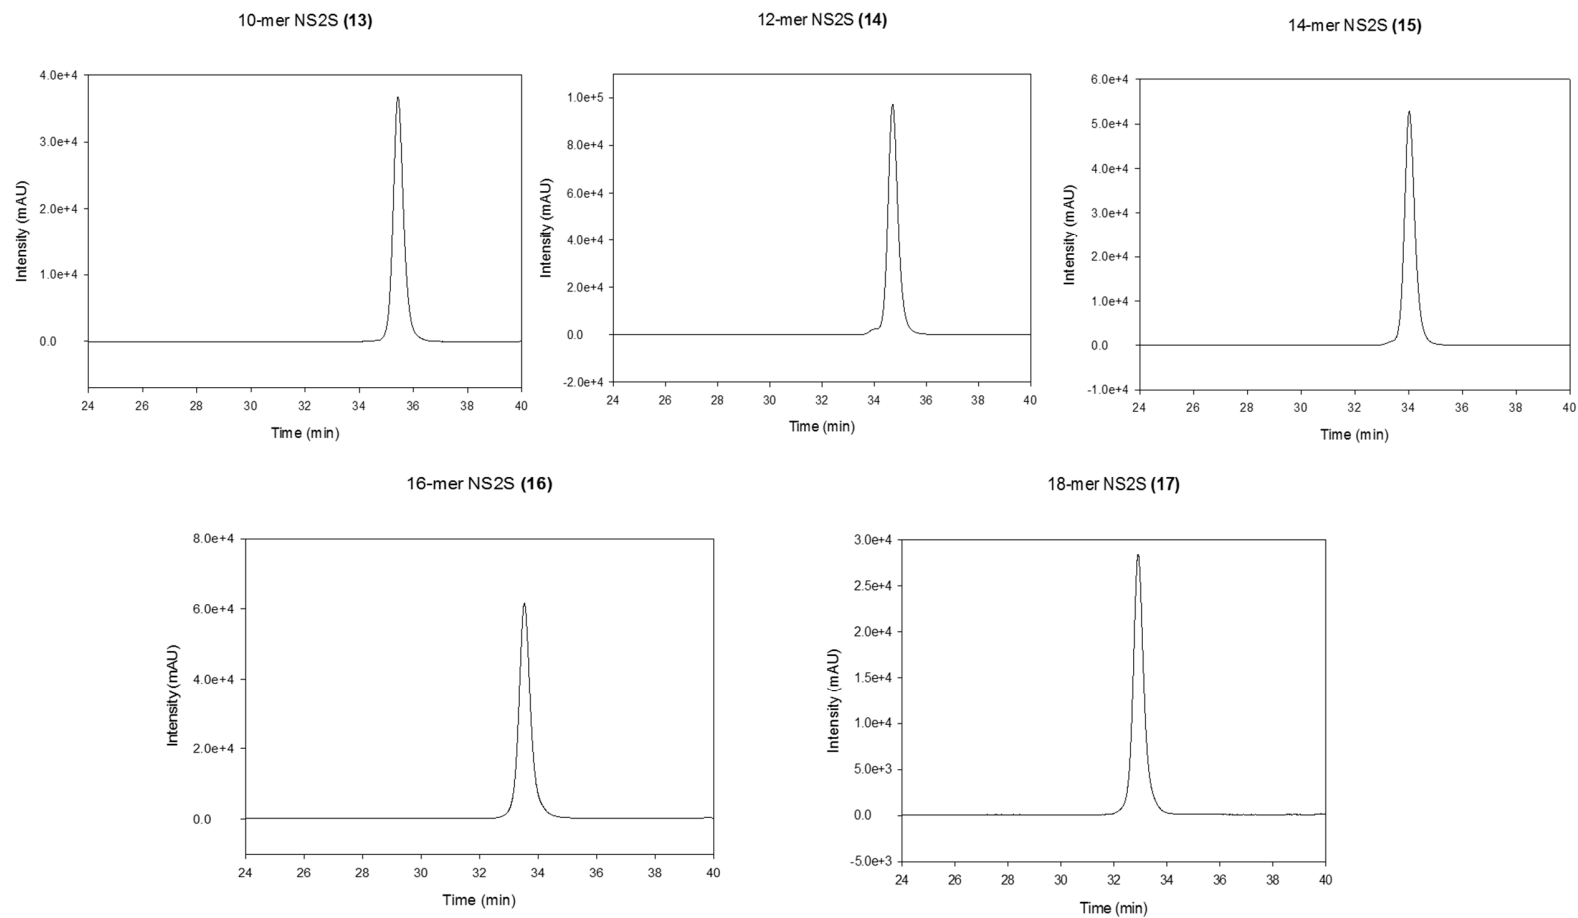 10-mer NS2S (13)
4.0e+4
3.0e+4
2.0e+4
1.0e+4
0.0
Intensity (mAU)
24 26 28 30 32 34 36 38 40
Time (min)
12-mer NS2S (14)
1.0e+5
8.0e+4
6.0e+4
4.0e+4
2.0e+4
0.0
-2.0e+4
Intensity (mAU)
24 26 28 30 32 34 36 38 40
Time (min)
14-mer NS2S (15)
6.0e+4
5.0e+4
4.0e+4
3.0e+4
2.0e+4
1.0e+4
0.0
-1.0e+4
Intensity (mAU)
24 26 28 30 32 34 36 38 40
Time (min)
16-mer NS2S (16)
8.0e+4
6.0e+4
4.0e+4
2.0e+4
0.0
Intensity (mAU)
24 26 28 30 32 34 36 38 40
Time (min)
18-mer NS2S (17)
3.0e+4
2.5e+4
2.0e+4
1.5e+4
1.0e+4
5.0e+3
0.0
-5.0e+3
Intensity (mAU)
24 26 28 30 32 34 36 38 40
Time (min)